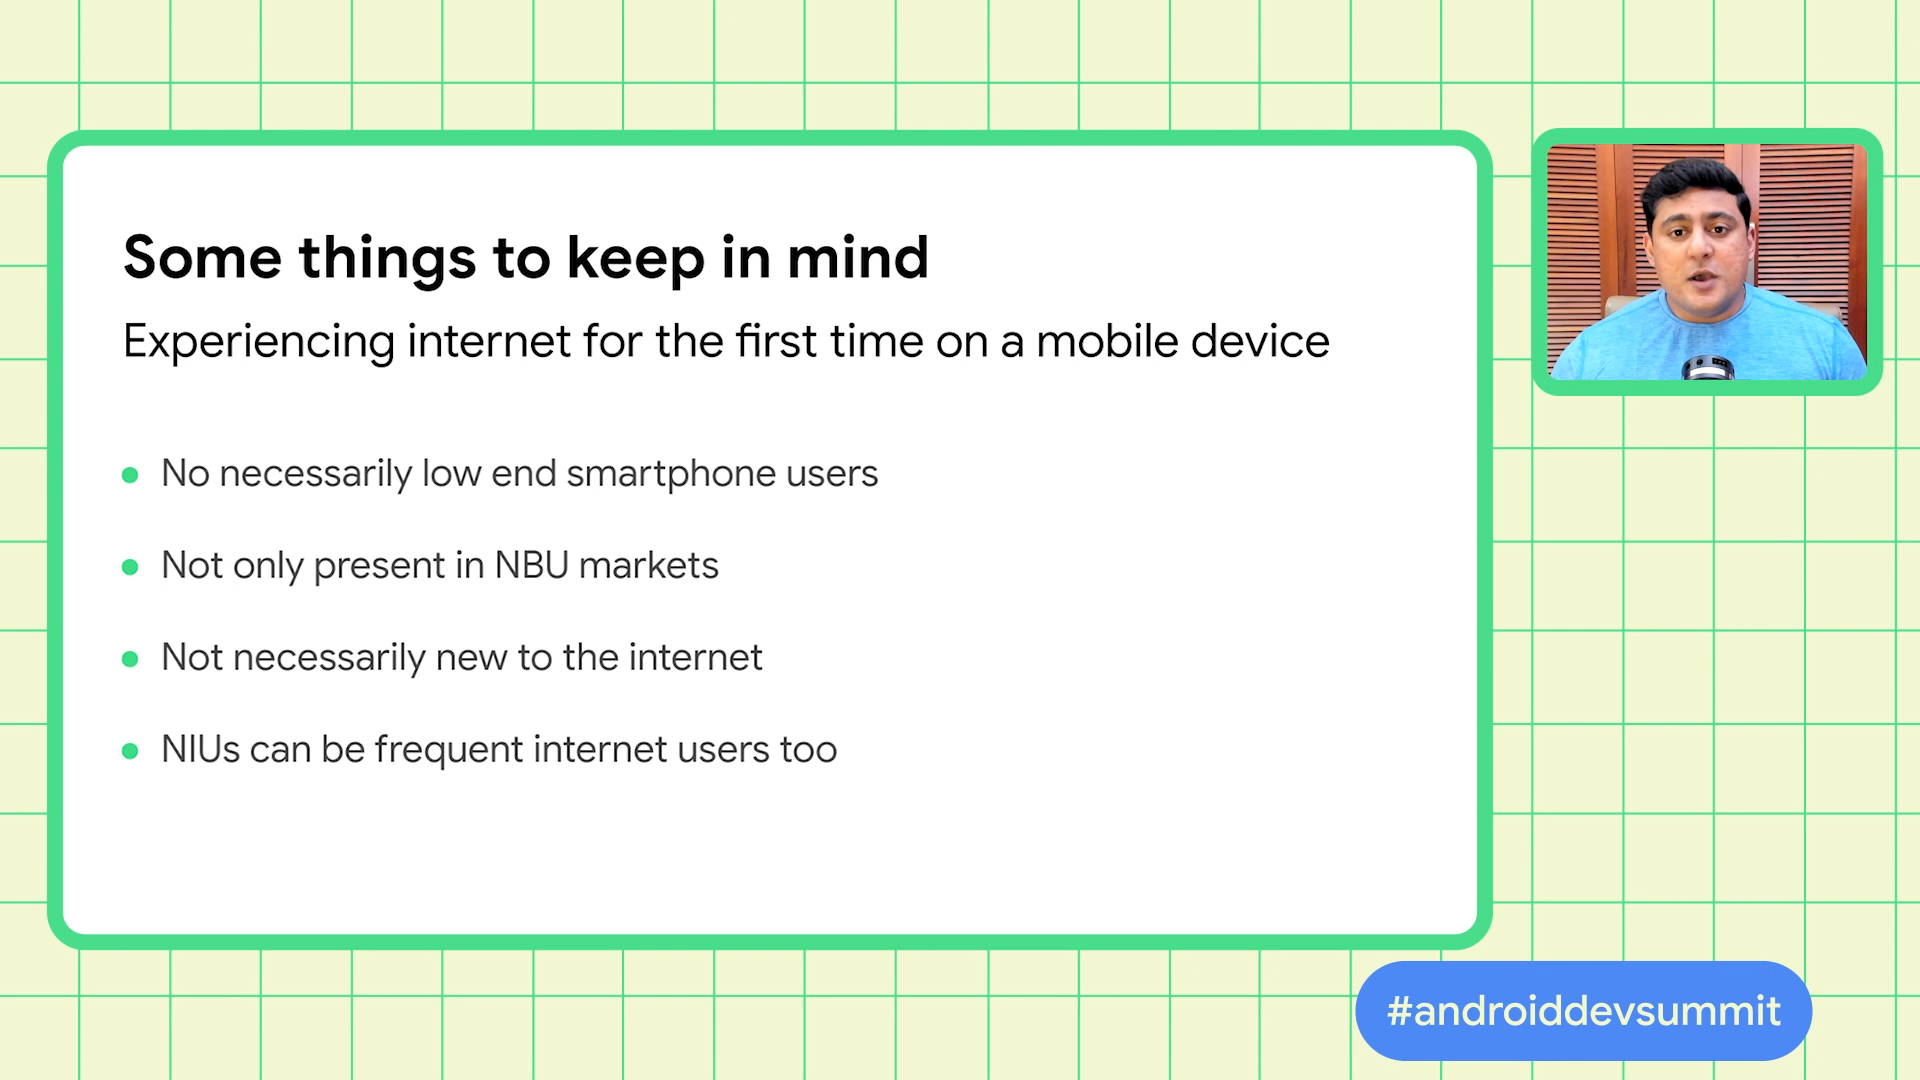 Some things to keep in mind
Experiencing internet for the first time on a mobile device
No necessarily low end smartphone users
Not only present in NBU markets
Not necessarily new to the internet
NIUs can be frequent internet users too
#androiddevsummit